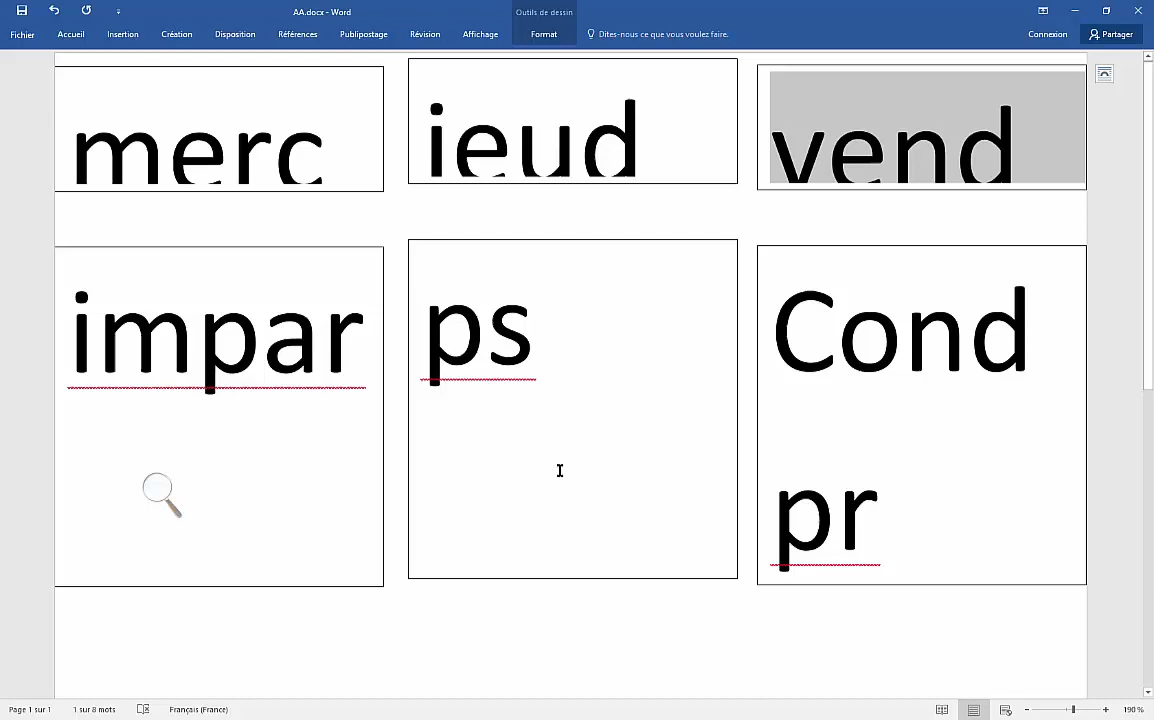 AA.docx - Word
Outils de dessin
Fichier Accueil Insertion Création Disposition Références Publipostage Révision Affichage Format Dites-nous ce que vous voulez faire. Connexion Partager
merc ieud vend
impar ps Cond
pr
Page 1 sur 1 1 sur 8 mots Français (France) 190 %